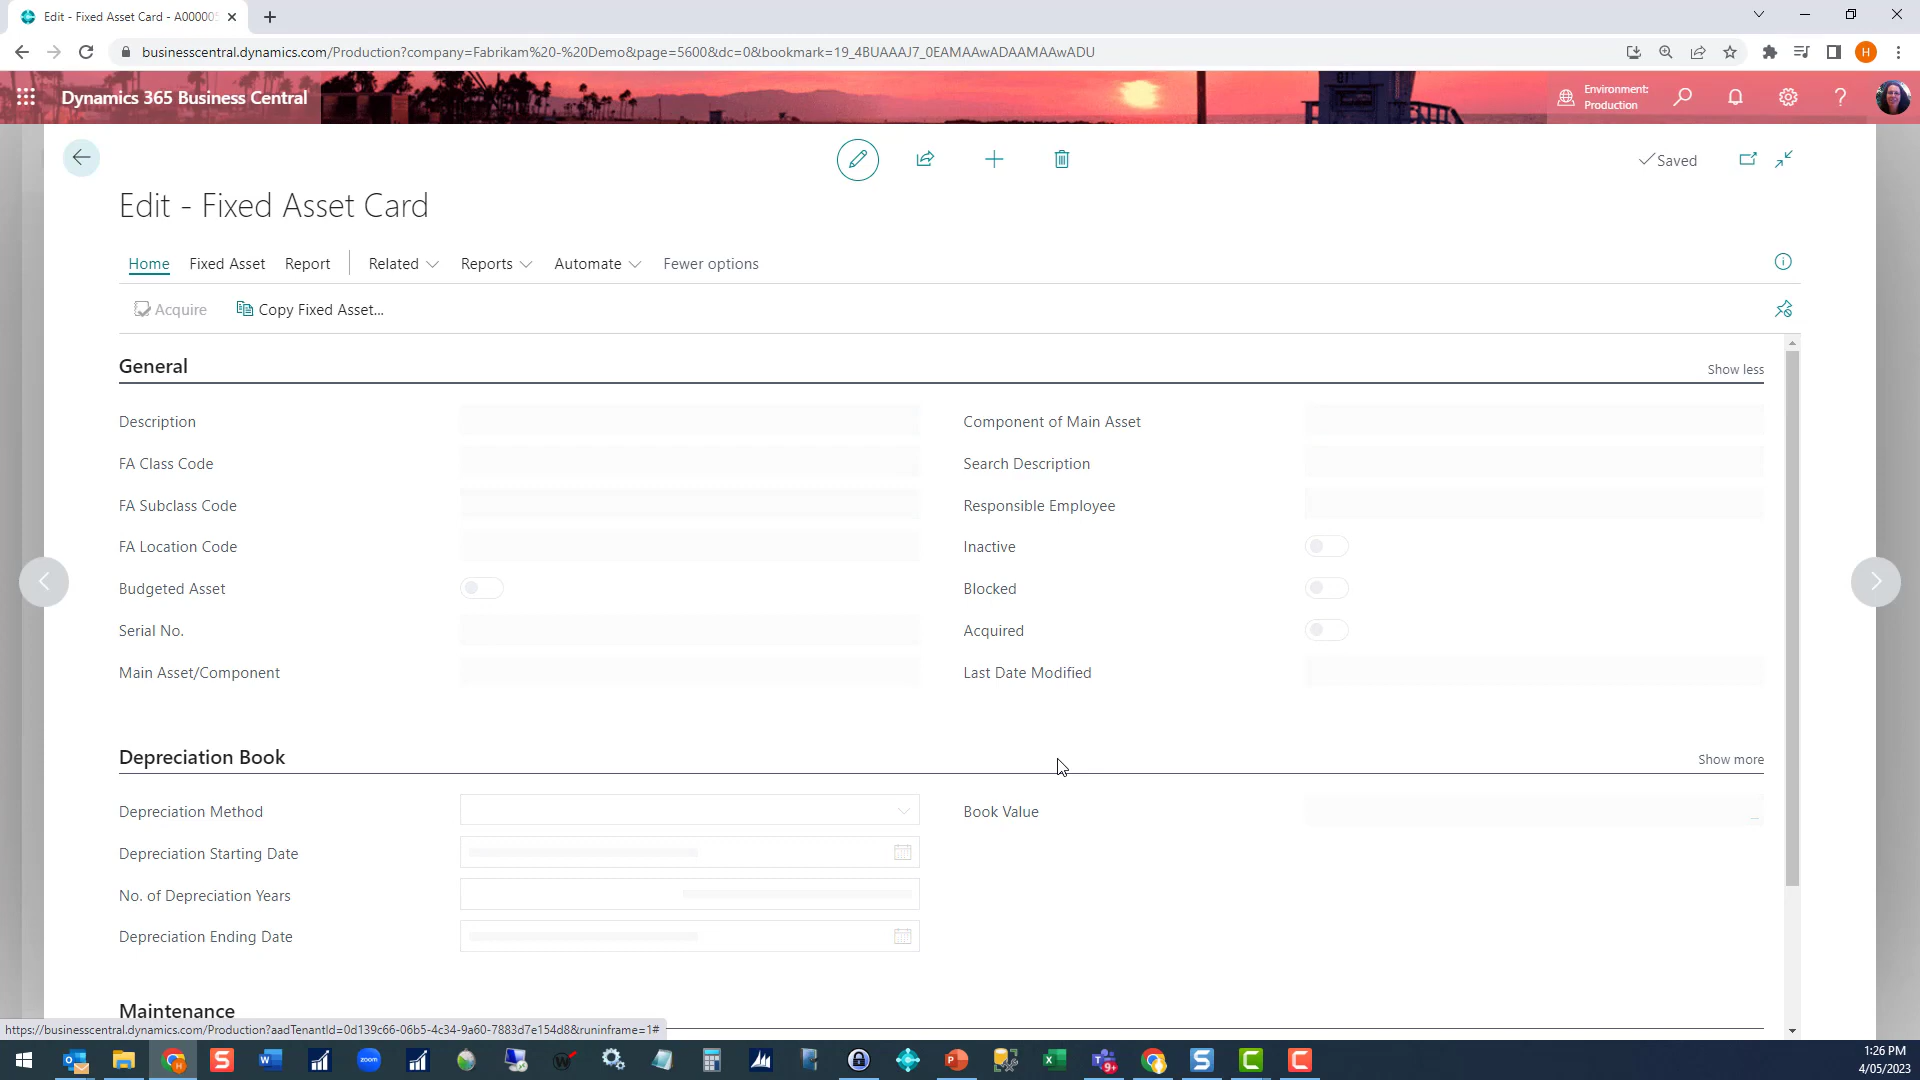 Edit - Fixed Asset Card - A00000
businesscentral.dynamics.com/Production?company=Fabrikam%20-%20Demo&page=5600&dc=0&bookmark=19_4BUAAAJ7_0EAMAAwADAAMAAwADU
H
Dynamics 365 Business Central
Environment:
Production
Saved
Edit - Fixed Asset Card
Home Fixed Asset Report Related Reports Automate Fewer options
Acquire Copy Fixed Asset...
General
Show less
Description
Component of Main Asset
FA Class Code
Search Description
FA Subclass Code
Responsible Employee
FA Location Code
Inactive
Budgeted Asset
Blocked
Serial No.
Acquired
Main Asset/Component
Last Date Modified
Depreciation Book
Show more
Depreciation Method
Book Value
Depreciation Starting Date
No. of Depreciation Years
Depreciation Ending Date
Maintenance
https://businesscentral.dynamics.com/Production?aadTenantId=0d139c66-06b5-4c34-9a60-7883d7e154d8&runinframe=1#
zoom
9+
1:26 PM
4/05/2023